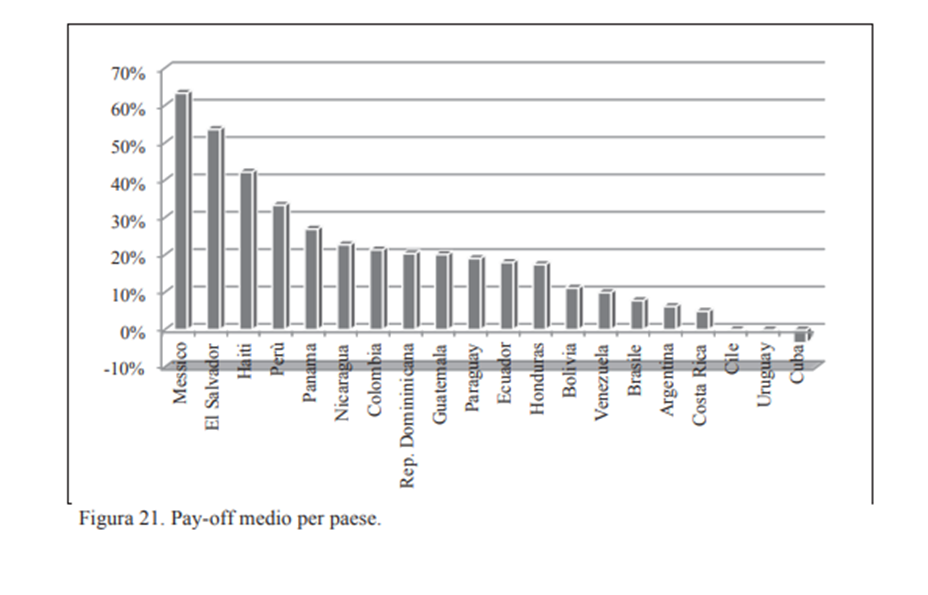 70%
60%
50%
40%
30%
20%
10%
0%
-10%
Messico
El Salvador
Haiti
Perù
Panama
Nicaragua
Colombia
Rep. Domininicana
Guatemala
Paraguay
Ecuador
Honduras
Bolivia
Venezuela
Brasile
Argentina
Costa Rica
Cile
Uruguay
Cuba
Figura 21. Pay-off medio per paese.